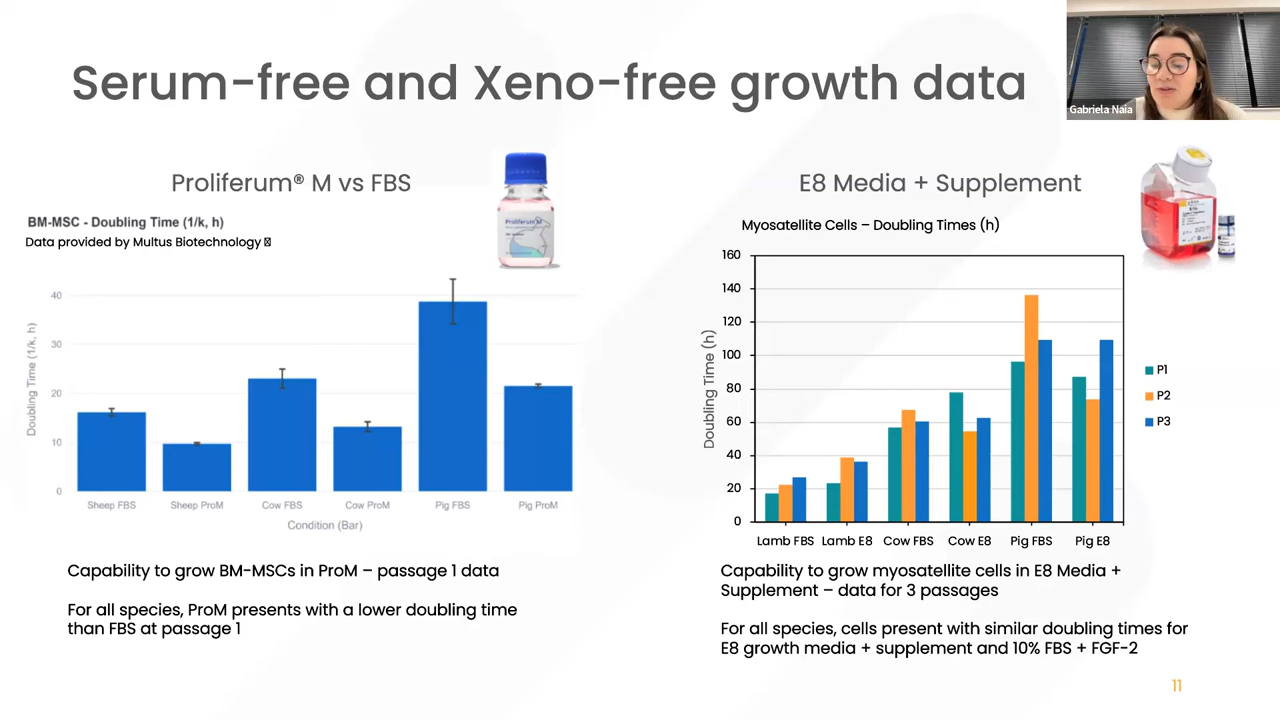 Serum-free and Xeno-free growth data
Gabriela Naia
Proliferum® M vs FBS
BM-MSC - Doubling Time (1/k, h)
Data provided by Multus Biotechnology
Proliferum M
Doubling Time (1/k, h)
40
30
20
10
0
Sheep FBS Sheep ProM Cow FBS Cow ProM Pig FBS Pig ProM
Condition (Bar)
Capability to grow BM-MSCs in ProM – passage 1 data
For all species, ProM presents with a lower doubling time
than FBS at passage 1
E8 Media + Supplement
Myosatellite Cells – Doubling Times (h)
Doubling Time (h)
160
140
120
100
80
60
40
20
0
Lamb FBS Lamb E8 Cow FBS Cow E8 Pig FBS Pig E8
P1
P2
P3
Capability to grow myosatellite cells in E8 Media +
Supplement – data for 3 passages
For all species, cells present with similar doubling times for
E8 growth media + supplement and 10% FBS + FGF-2
11